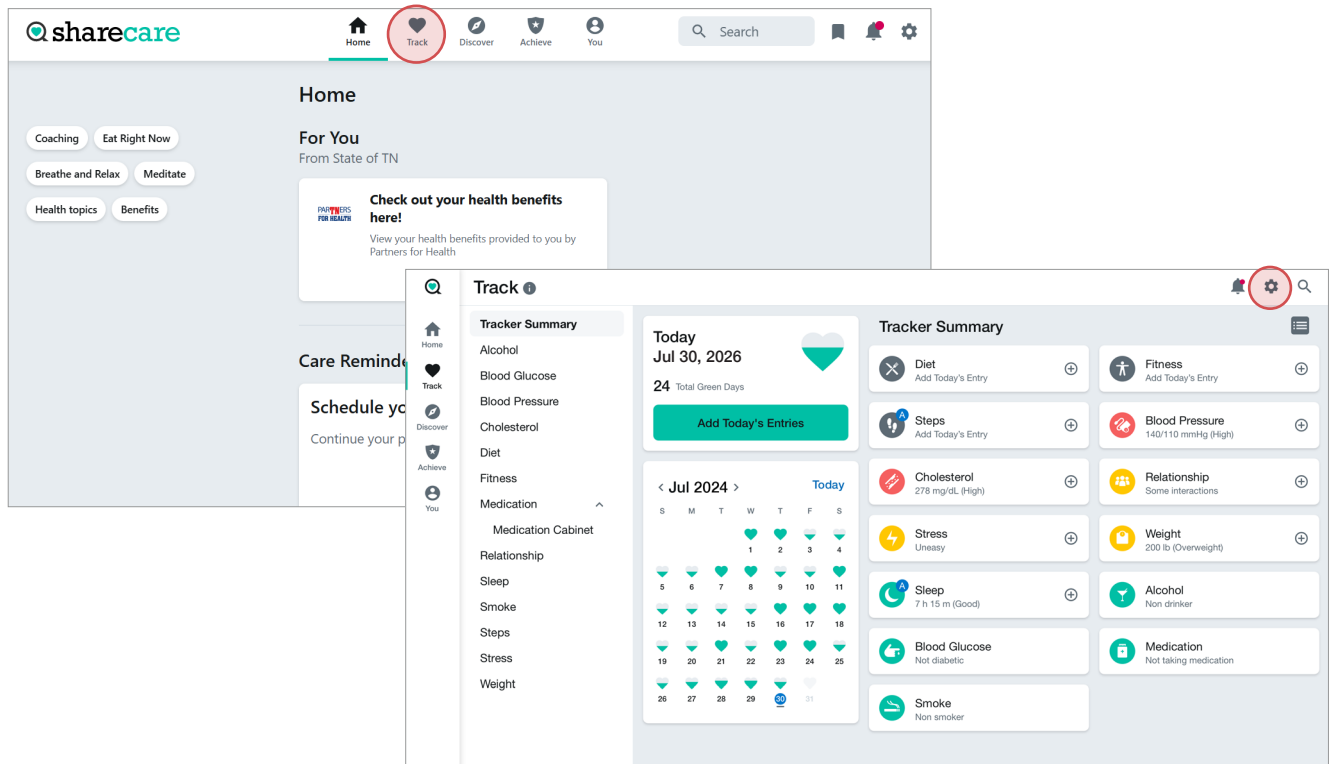 sharecare
Home
Track
Discover
Achieve
You
Search
Home
Coaching
Eat Right Now
Breathe and Relax
Meditate
Health topics
Benefits
For You
From State of TN
PARTNERS
FOR HEALTH
Check out your health benefits
here!
View your health benefits provided to you by
Partners for Health
Care Reminde
Schedule yo
Continue your p
Track
Home
Track
Discover
Achieve
You
Tracker Summary
Alcohol
Blood Glucose
Blood Pressure
Cholesterol
Diet
Fitness
Medication
Medication Cabinet
Relationship
Sleep
Smoke
Steps
Stress
Weight
Today
Jul 30, 2026
24 Total Green Days
Add Today's Entries
< Jul 2024 > Today
S M T W T F S
1 2 3 4
5 6 7 8 9 10 11
12 13 14 15 16 17 18
19 20 21 22 23 24 25
26 27 28 29 30 31
Tracker Summary
Diet
Add Today's Entry
Fitness
Add Today's Entry
A
Steps
Add Today's Entry
Blood Pressure
140/110 mmHg (High)
Cholesterol
278 mg/dL (High)
Relationship
Some interactions
Stress
Uneasy
Weight
200 lb (Overweight)
A
Sleep
7 h 15 m (Good)
Alcohol
Non drinker
Blood Glucose
Not diabetic
Medication
Not taking medication
Smoke
Non smoker